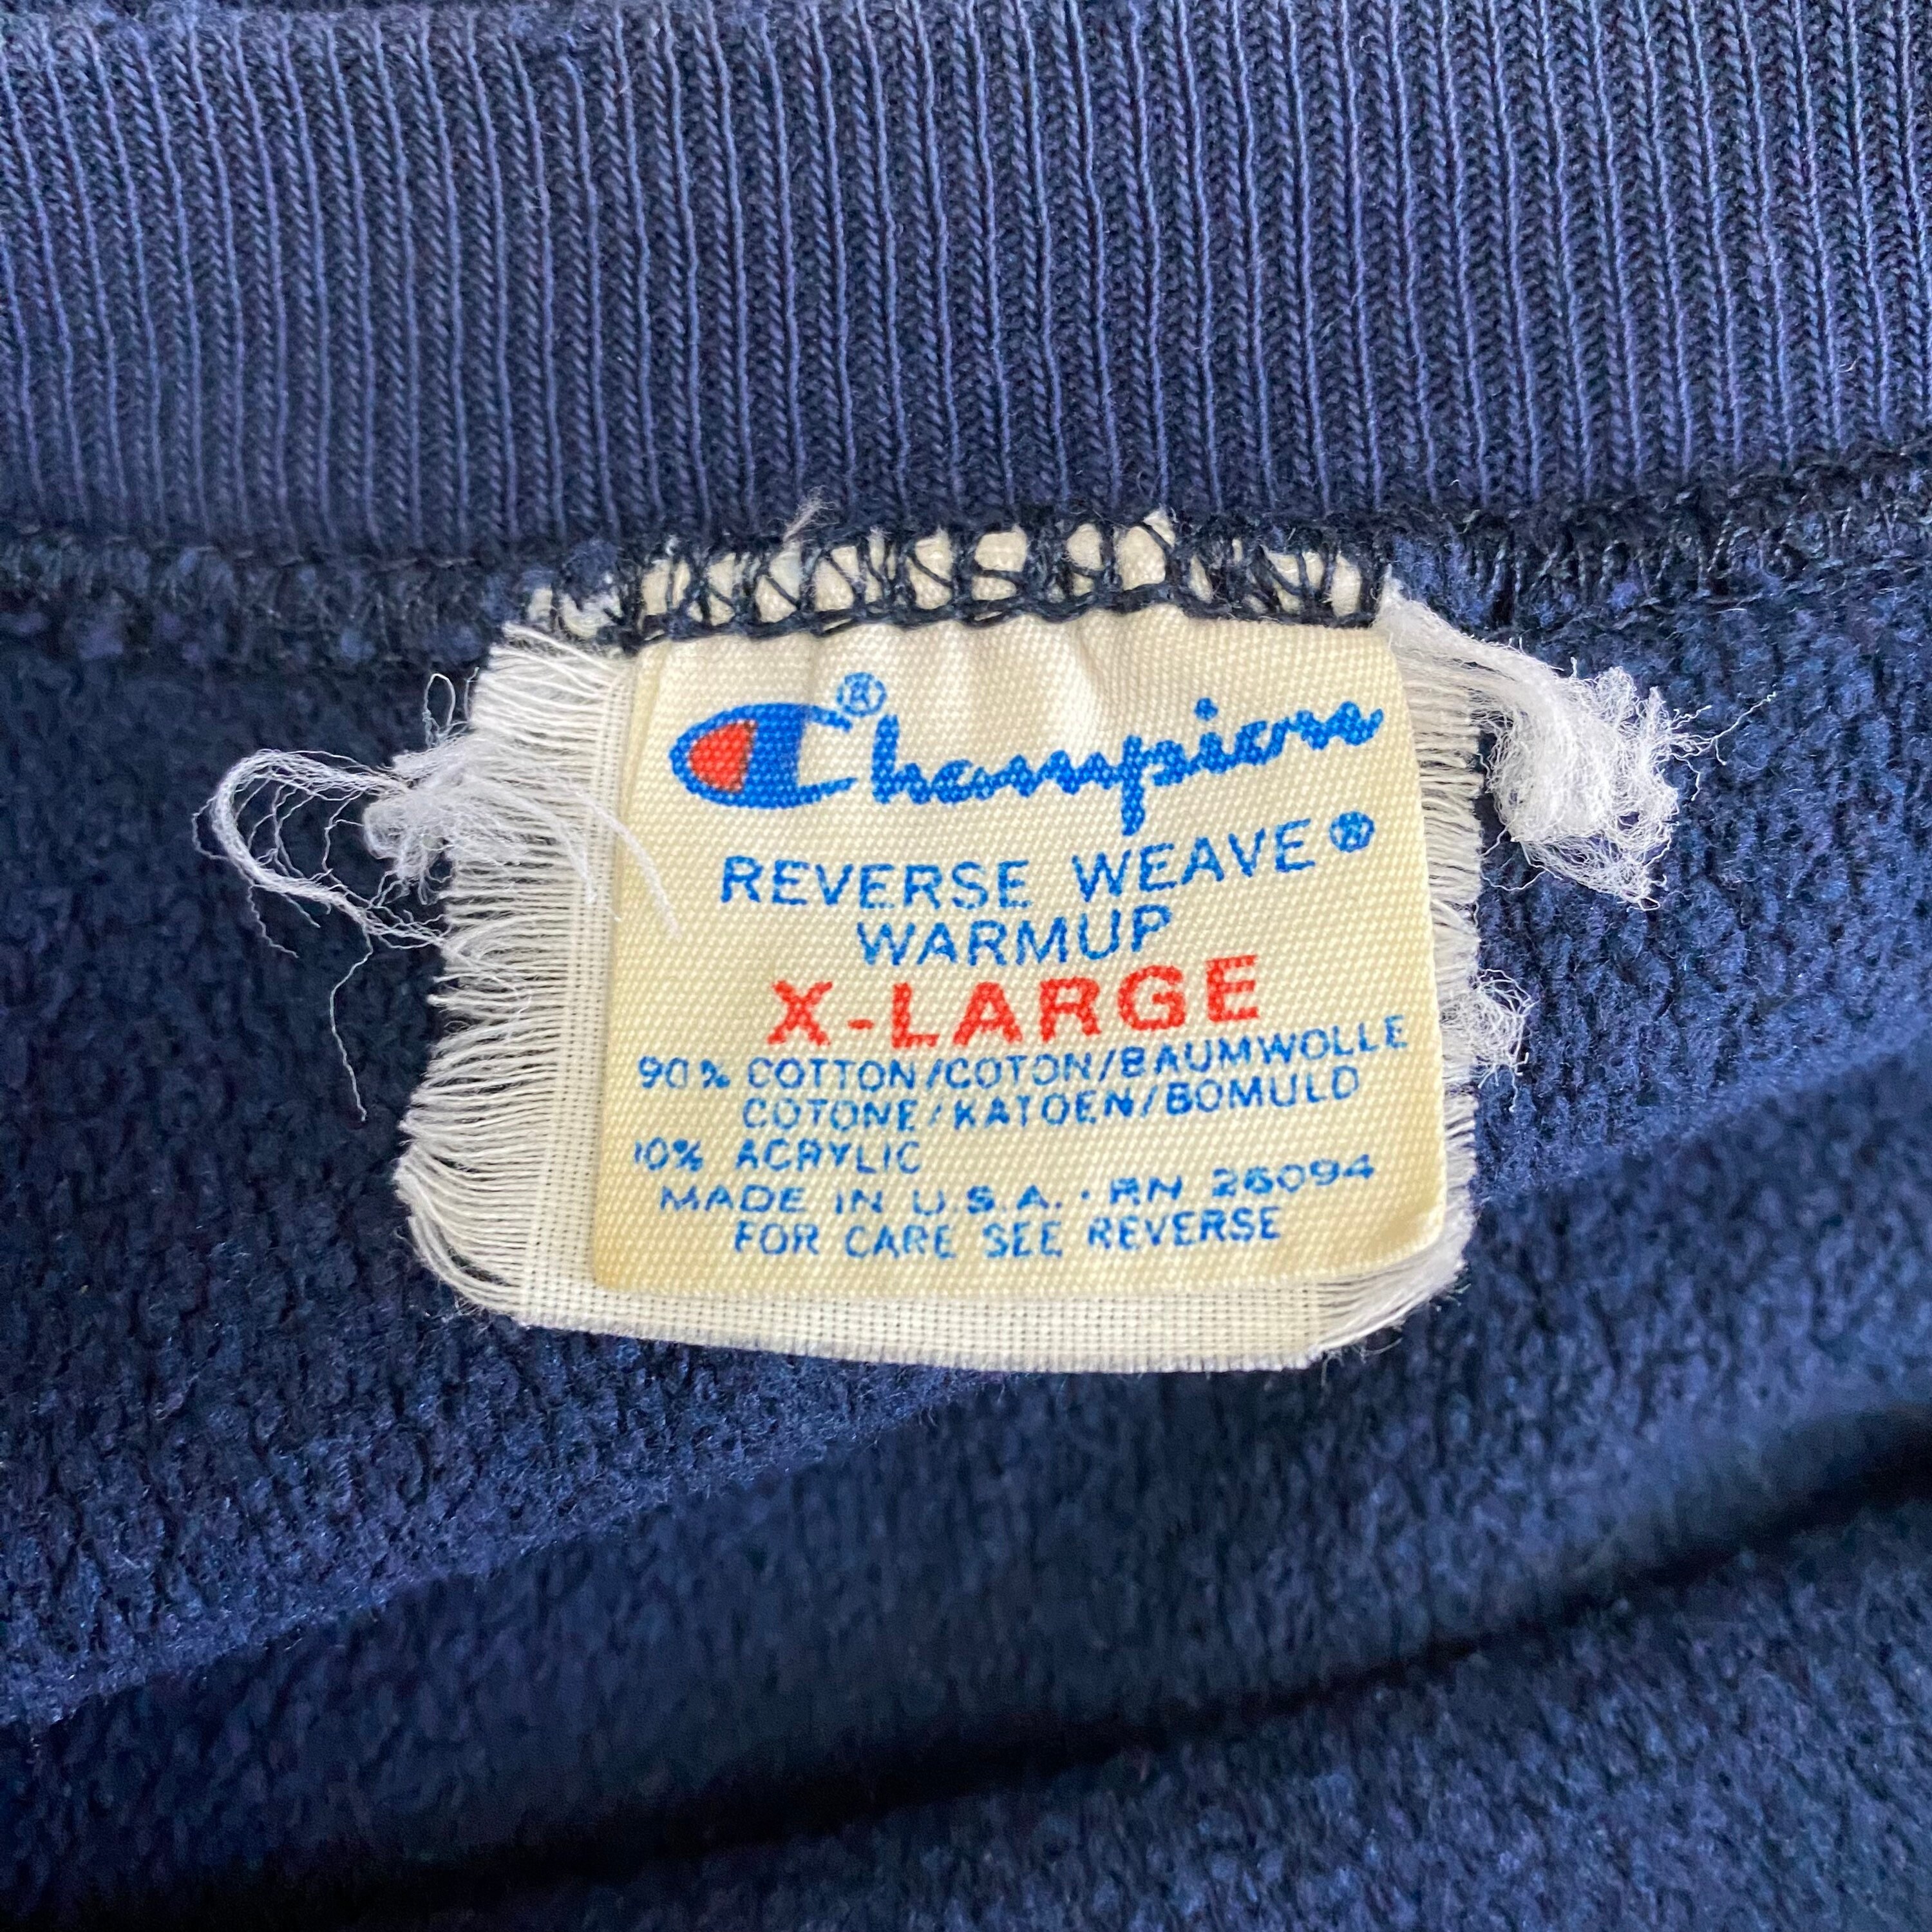 Champion®
REVERSE WEAVE®
WARMUP
X-LARGE
90% COTTON/COTON/BAUMWOLLE
COTONE/KATOEN/BOMULD
10% ACRYLIC
MADE IN U.S.A. · RN 26094
FOR CARE SEE REVERSE